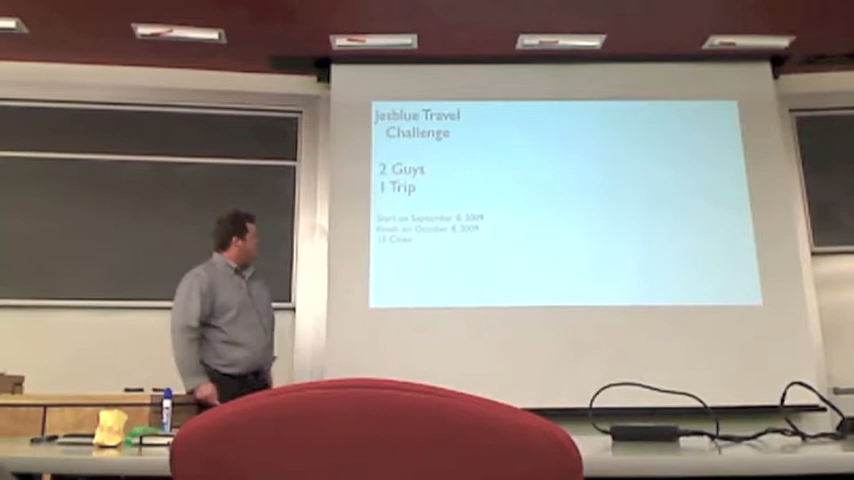 Jetblue Travel
Challenge
2 Guys
1 Trip
Start on September 8, 2009
Finish on October 8, 2009
Cities